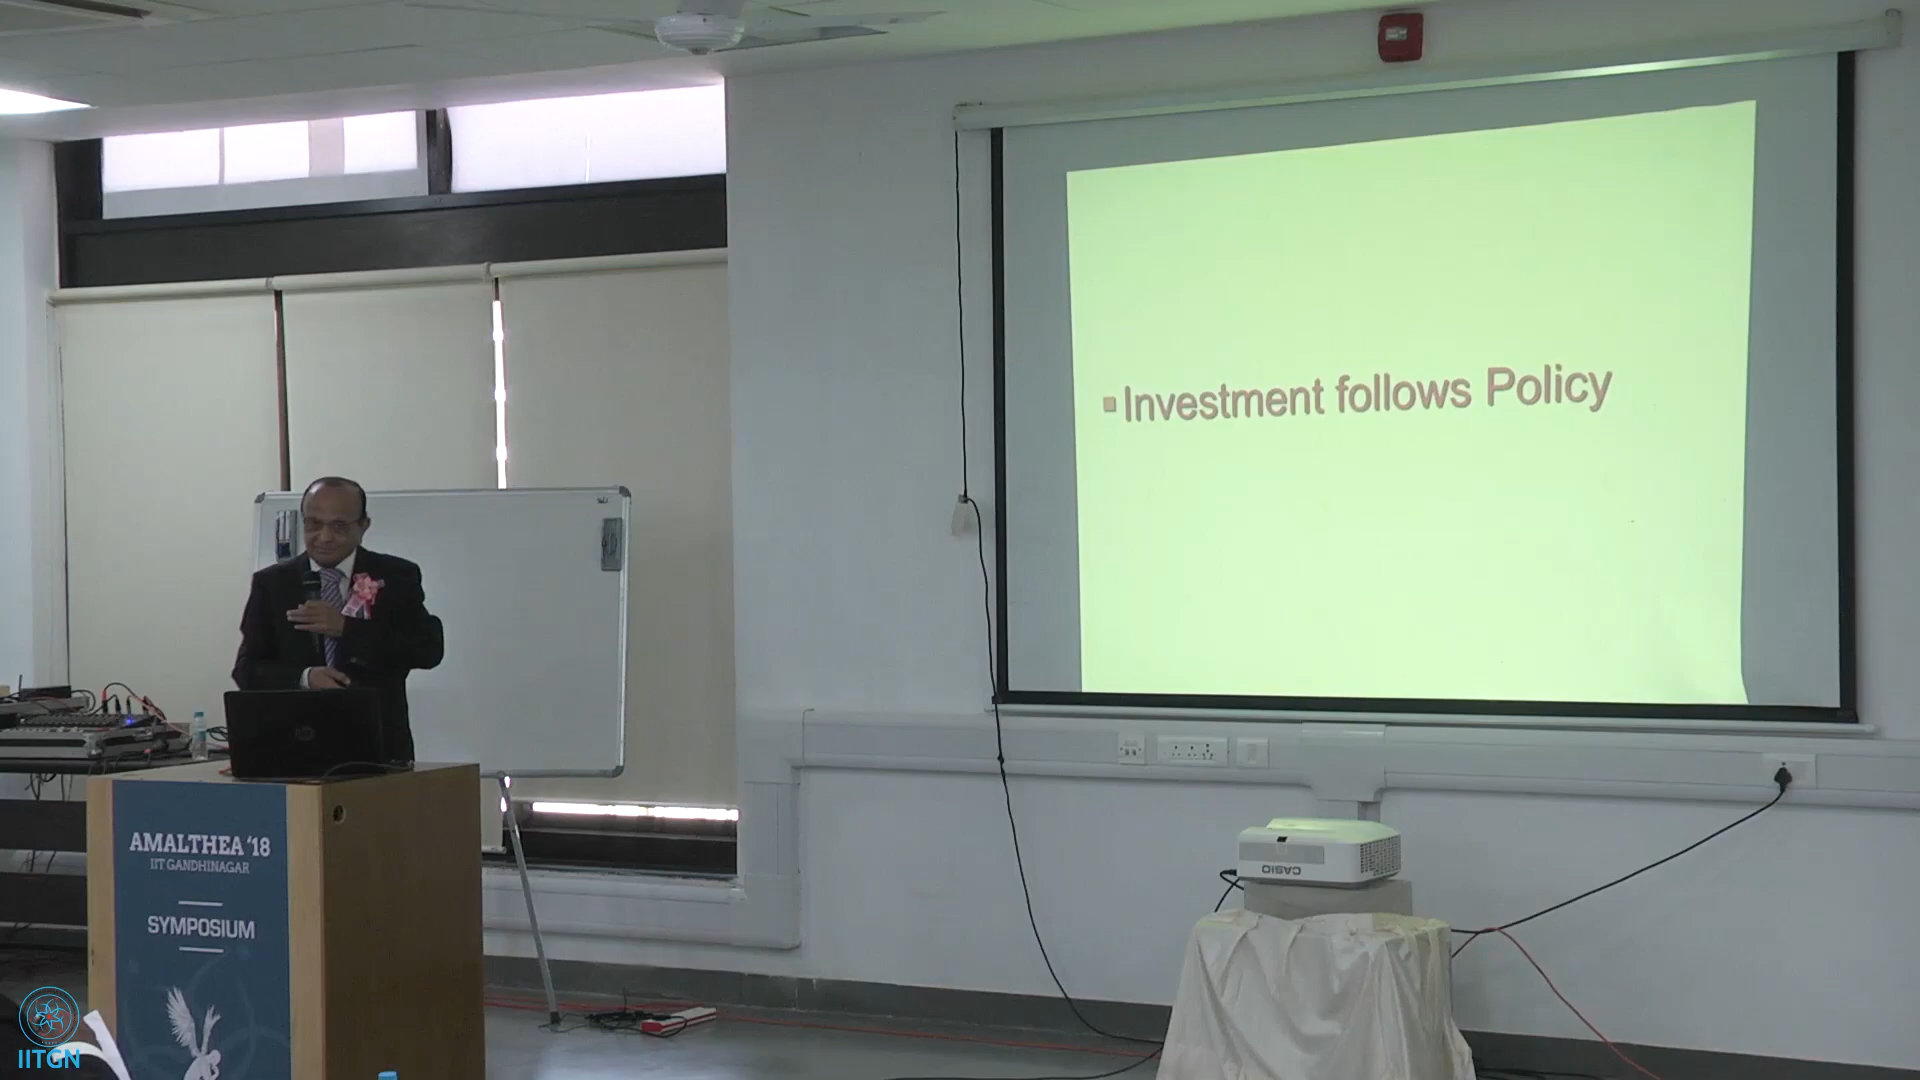 Investment follows Policy
AMALTHEA '18
IIT GANDHINAGAR
SYMPOSIUM
CASIO
IITGN